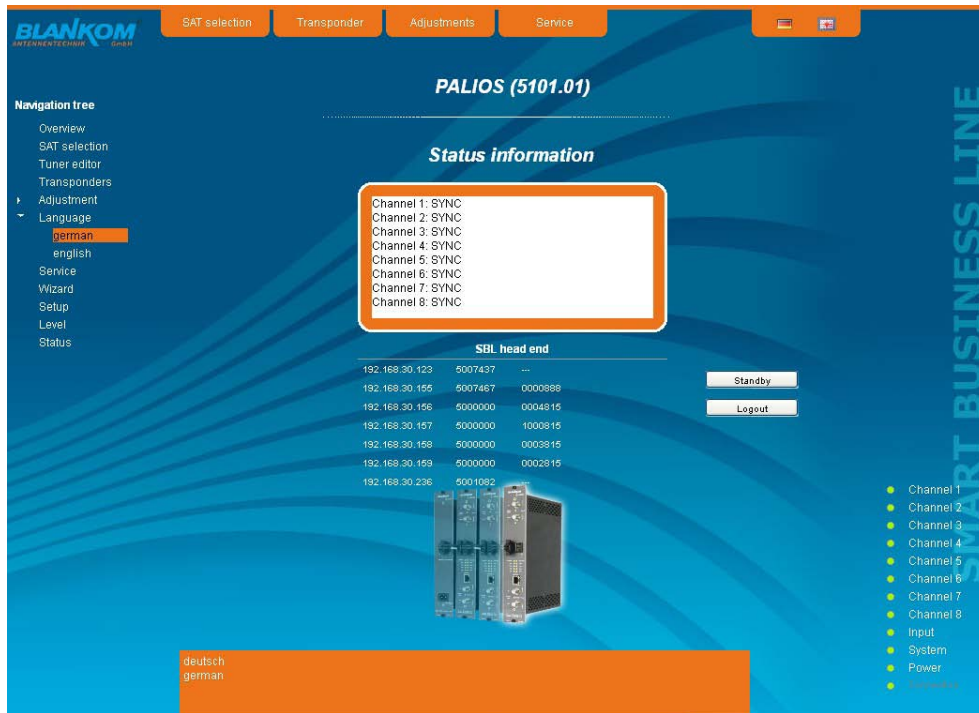 BLANKOM
ANTENNENTECHNIK GmbH
SAT selection
Transponder
Adjustments
Service
PALIOS (5101.01)
Navigation tree
Overview
SAT selection
Tuner editor
Transponders
Adjustment
Language
german
english
Service
Wizard
Setup
Level
Status
Status information
Channel 1: SYNC
Channel 2: SYNC
Channel 3: SYNC
Channel 4: SYNC
Channel 5: SYNC
Channel 6: SYNC
Channel 7: SYNC
Channel 8: SYNC
SBL head end
192.168.30.123 5007437 ---
192.168.30.155 5007467 0000888
192.168.30.156 5000000 0004815
192.168.30.157 5000000 1000815
192.168.30.158 5000000 0003815
192.168.30.159 5000000 0002815
192.168.30.236 5001082
Standby
Logout
SMART BUSINESS LINE
Channel 1
Channel 2
Channel 3
Channel 4
Channel 5
Channel 6
Channel 7
Channel 8
Input
System
Power
deutsch
german